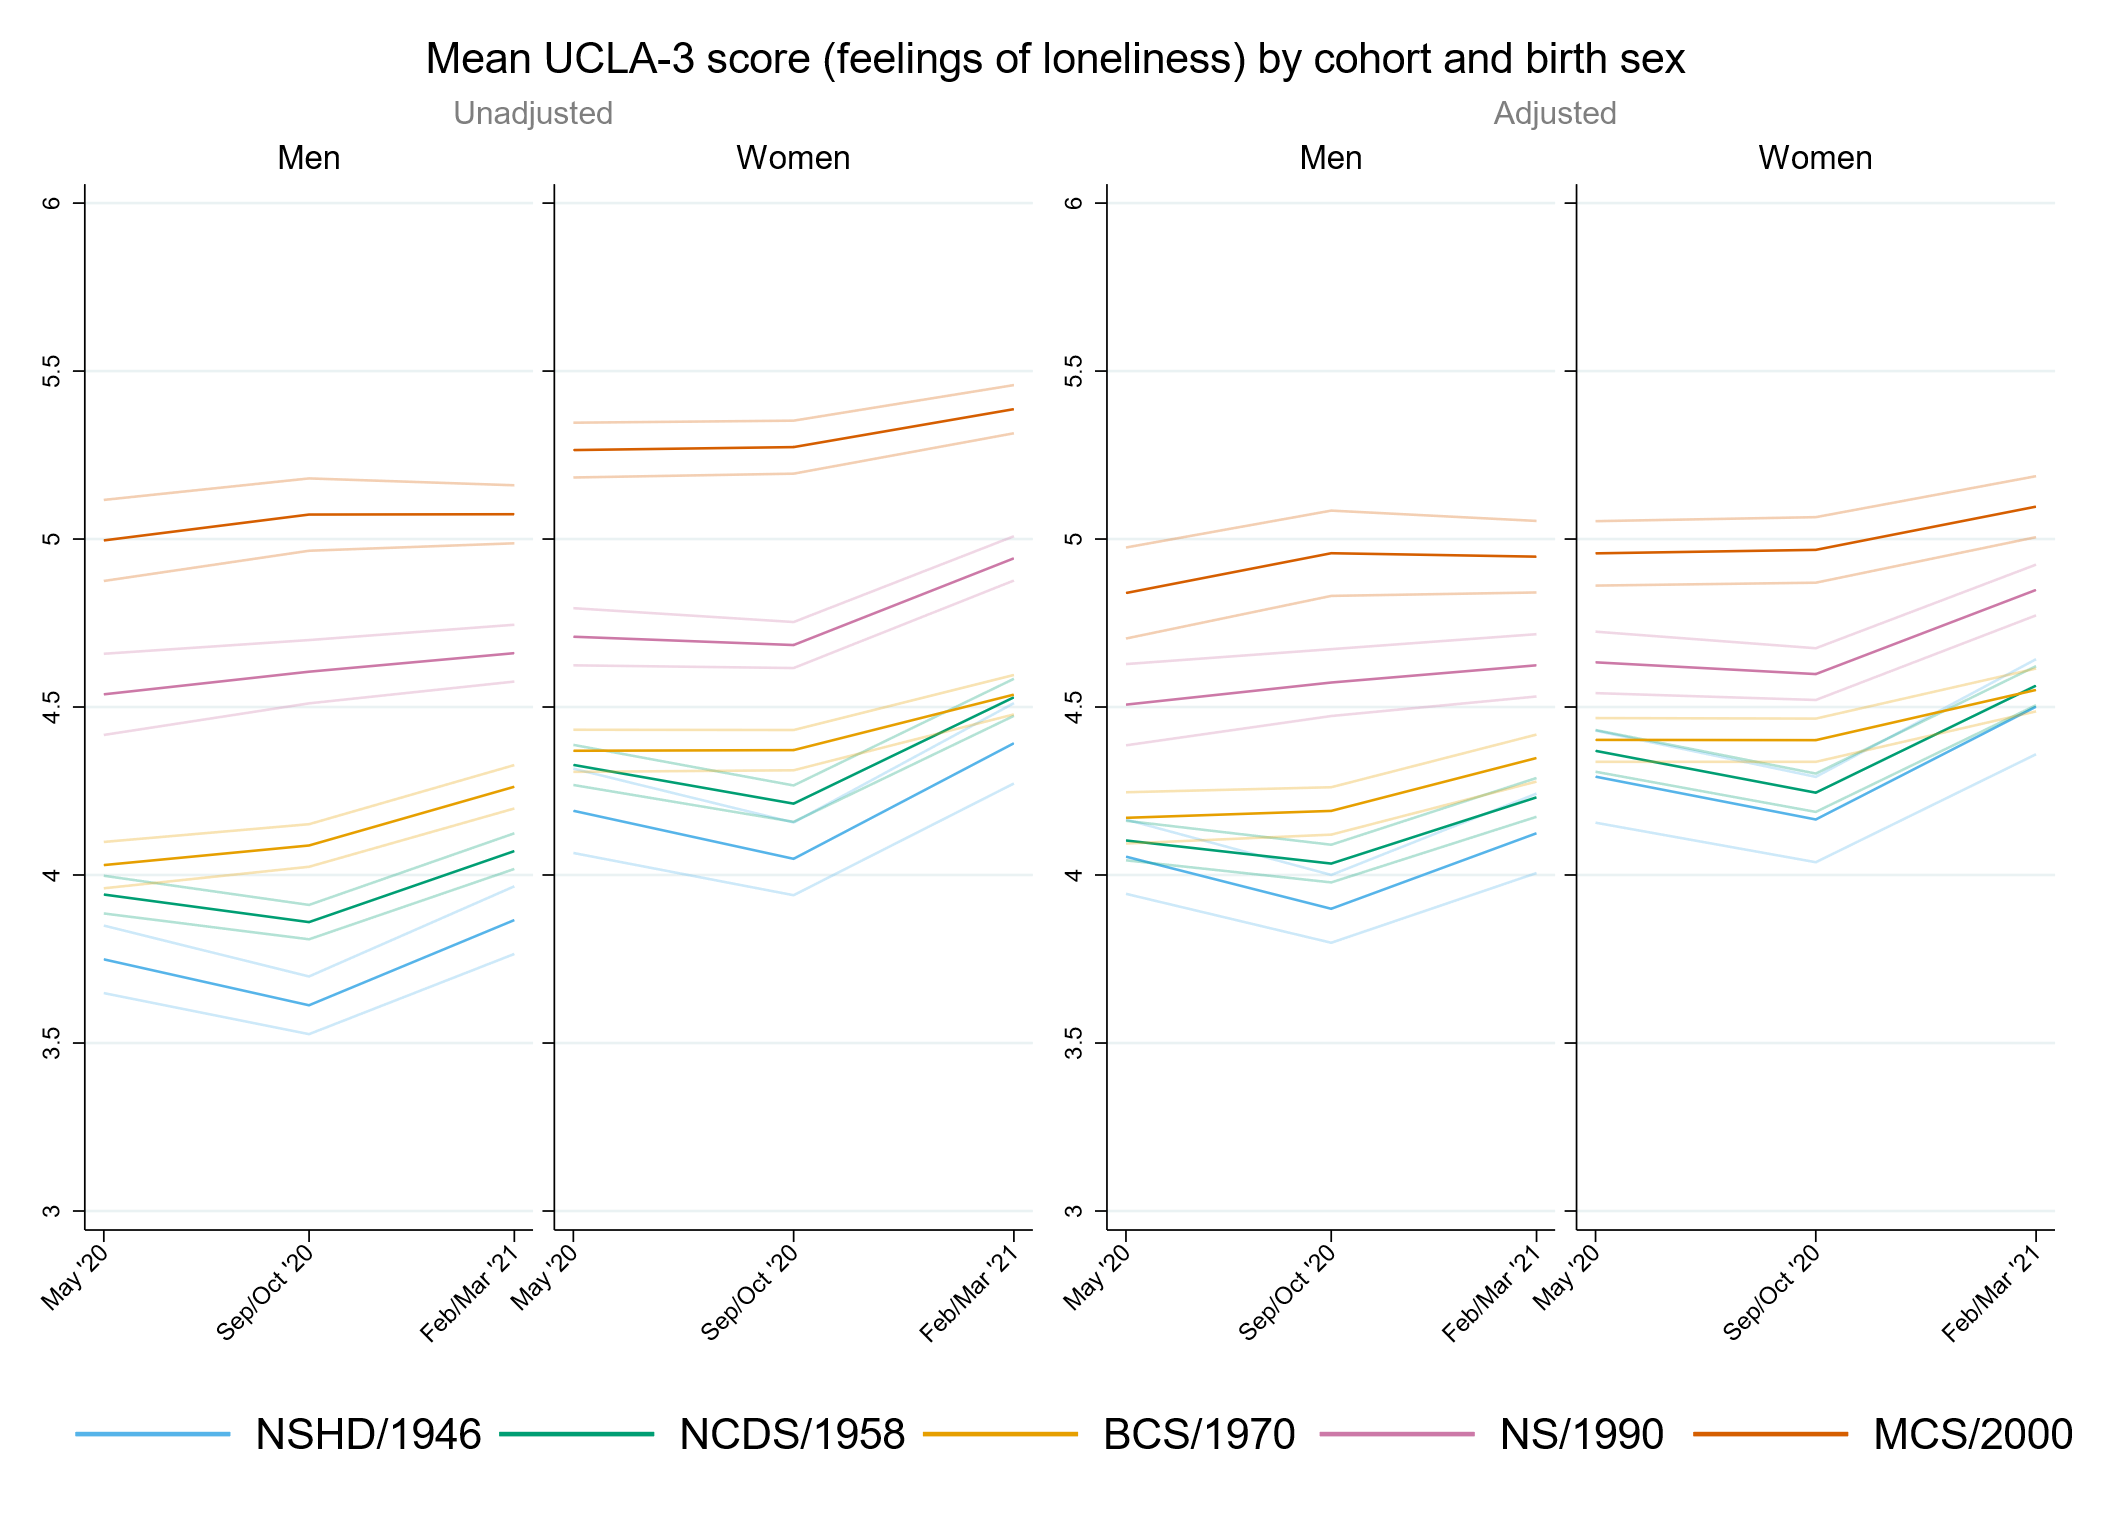 Mean UCLA-3 score (feelings of loneliness) by cohort and birth sex
Unadjusted
Adjusted
Men
Women
Men
Women
6
5.5
5
4.5
4
3.5
3
6
5.5
5
4.5
4
3.5
3
May '20
Sep/Oct '20
Feb/Mar '21
May '20
Sep/Oct '20
Feb/Mar '21
May '20
Sep/Oct '20
Feb/Mar '21
May '20
Sep/Oct '20
Feb/Mar '21
NSHD/1946
NCDS/1958
BCS/1970
NS/1990
MCS/2000